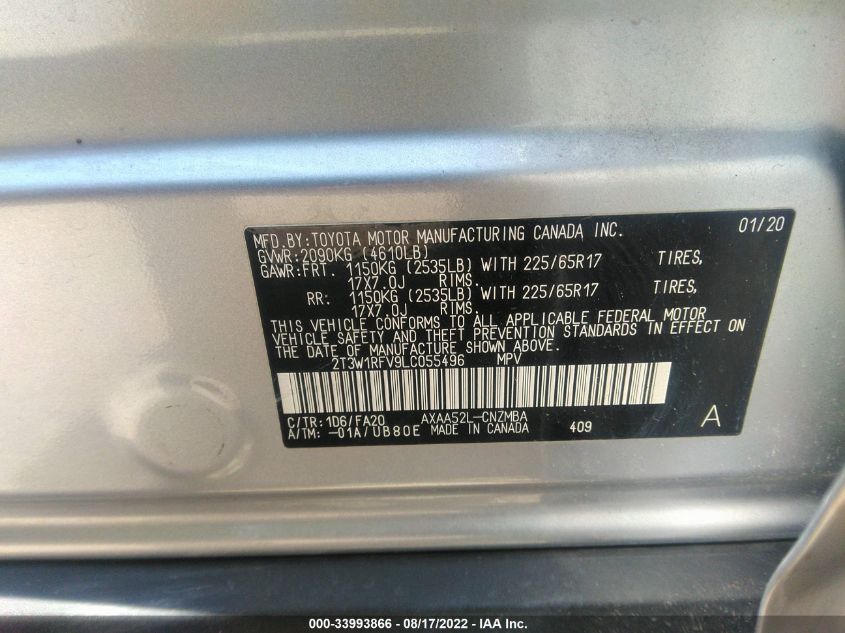 MFD.BY:TOYOTA MOTOR MANUFACTURING CANADA INC. 01/20
GVWR:2090KG (4610LB)
GAWR:FRT. 1150KG (2535LB) WITH 225/65R17 TIRES,
17X7.0J RIMS.
RR: 1150KG (2535LB) WITH 225/65R17 TIRES,
17X7.0J RIMS.
THIS VEHICLE CONFORMS TO ALL APPLICABLE FEDERAL MOTOR
VEHICLE SAFETY AND THEFT PREVENTION STANDARDS IN EFFECT ON
THE DATE OF MANUFACTURE SHOWN ABOVE.
2T3W1RFV9LC055496 MPV
C/TR:1D6/FA20 AXAA52L-CNZMBA A
A/TM:-01A/UB80E MADE IN CANADA 409
000-33993866 - 08/17/2022 - IAA Inc.